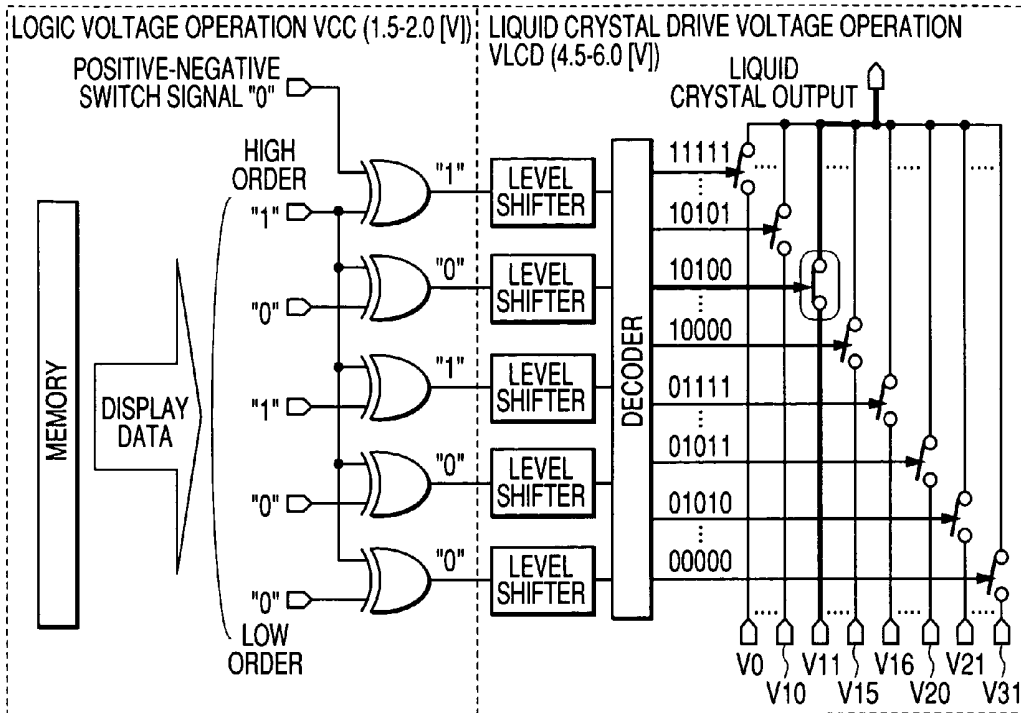 LOGIC VOLTAGE OPERATION VCC (1.5-2.0 [V])
LIQUID CRYSTAL DRIVE VOLTAGE OPERATION
VLCD (4.5-6.0 [V])
POSITIVE-NEGATIVE
SWITCH SIGNAL "0"
LIQUID
CRYSTAL OUTPUT
HIGH
ORDER
"1"
"0"
"1"
"0"
"0"
LOW
ORDER
MEMORY
DISPLAY
DATA
"1"
"0"
"1"
"0"
"0"
LEVEL
SHIFTER
LEVEL
SHIFTER
LEVEL
SHIFTER
LEVEL
SHIFTER
LEVEL
SHIFTER
DECODER
11111
10101
10100
10000
01111
01011
01010
00000
V0
V10
V11
V15
V16
V20
V21
V31